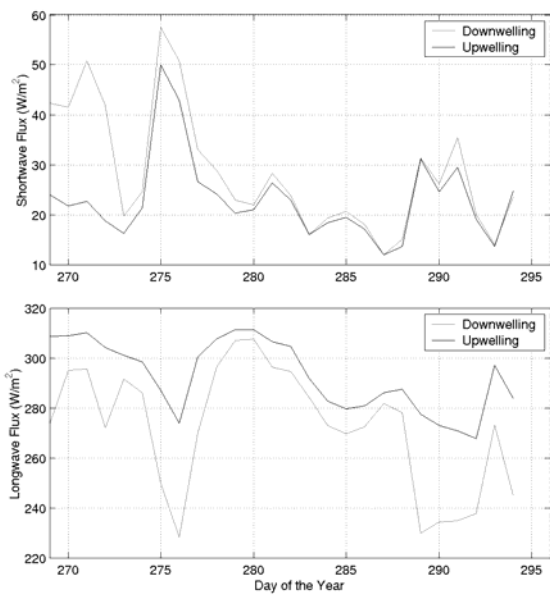 60
50
40
30
20
10
Shortwave Flux (W/m²)
Downwelling
Upwelling
270 275 280 285 290 295
320
300
280
260
240
220
Longwave Flux (W/m²)
Downwelling
Upwelling
270 275 280 285 290 295
Day of the Year